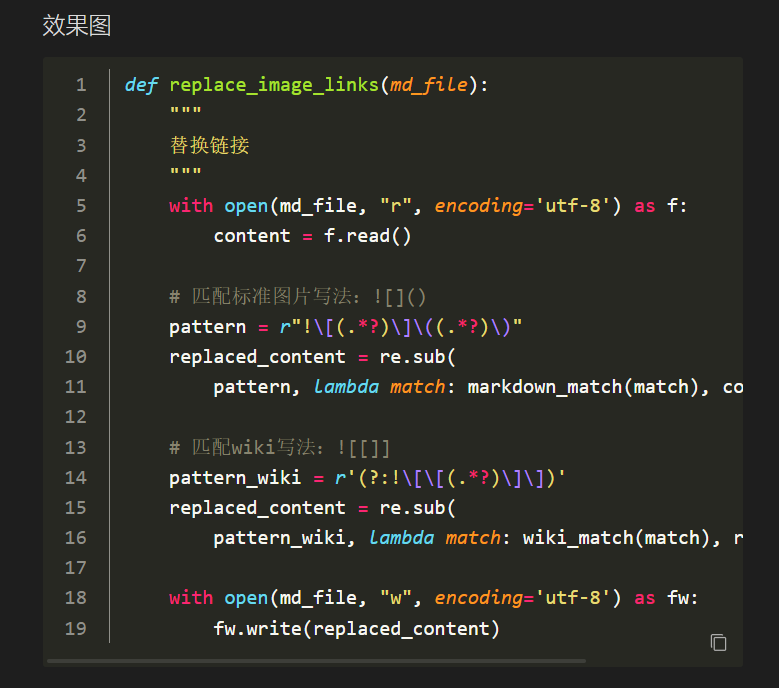 效果图
1 def replace_image_links(md_file):
2 """
3 替换链接
4 """
5 with open(md_file, "r", encoding='utf-8') as f:
6 content = f.read()
7
8 # 匹配标准图片写法：![]()
9 pattern = r"!\[(.*?)\]\((.*?)\)"
10 replaced_content = re.sub(
11 pattern, lambda match: markdown_match(match), co
12
13 # 匹配wiki写法：![[]]
14 pattern_wiki = r'(?:!\[\[(.*?)\]\])'
15 replaced_content = re.sub(
16 pattern_wiki, lambda match: wiki_match(match), r
17
18 with open(md_file, "w", encoding='utf-8') as fw:
19 fw.write(replaced_content)